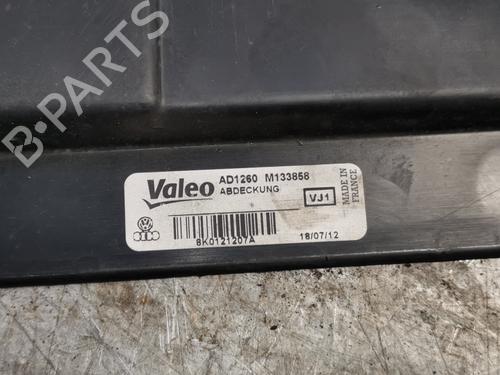 B-PARTS
Valeo
AD1260 M133858
ABDECKUNG
VJ1
MADE IN
FRANCE
8K0121207A
18/07/12